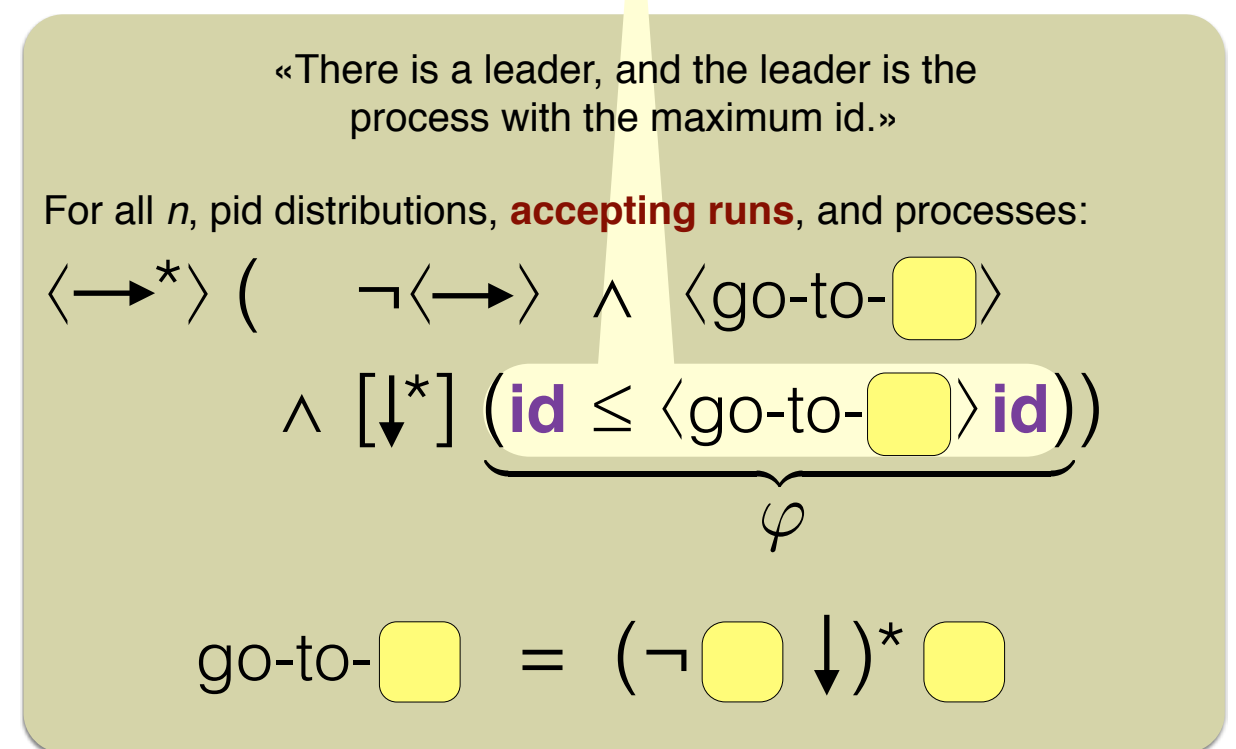 «There is a leader, and the leader is the
process with the maximum id.»
For all n, pid distributions, accepting runs, and processes:
⟨→*⟩ ( ¬⟨→⟩ ∧ ⟨go-to-🟨⟩
∧ [↓*] (id ≤ ⟨go-to-🟨⟩id))
φ
go-to-🟨 = (¬🟨↓)*🟨